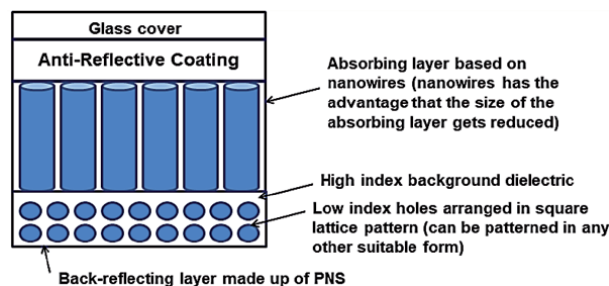 Glass cover
Anti-Reflective Coating
Absorbing layer based on
nanowires (nanowires has the
advantage that the size of the
absorbing layer gets reduced)
High index background dielectric
Low index holes arranged in square
lattice pattern (can be patterned in any
other suitable form)
Back-reflecting layer made up of PNS